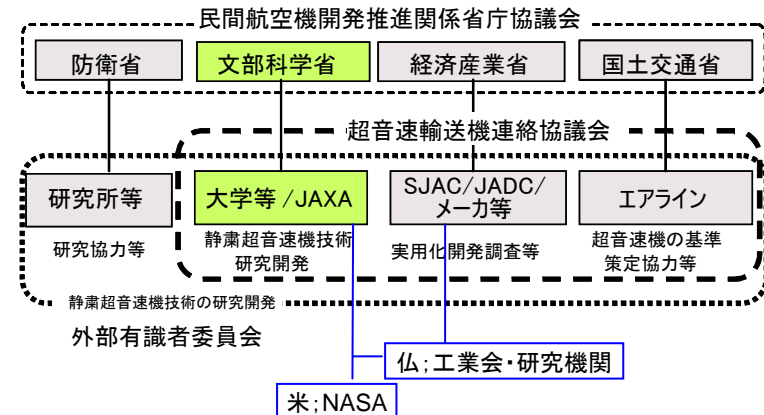 民間航空機開発推進関係省庁協議会
防衛省
文部科学省
経済産業省
国土交通省
超音速輸送機連絡協議会
研究所等
大学等 /JAXA
SJAC/JADC/
メーカ等
エアライン
研究協力等
静粛超音速機技術
研究開発
実用化開発調査等
超音速機の基準
策定協力等
静粛超音速機技術の研究開発
外部有識者委員会
仏;工業会・研究機関
米;NASA